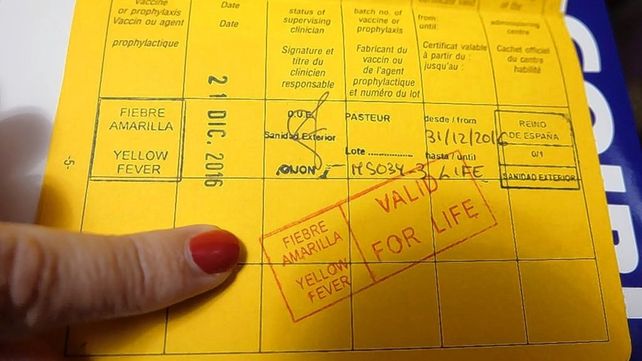 Vaccine
or prophylaxis
Vaccin ou agent
prophylactique
Date
Date
status of
supervising
clinician
Signature et
titre du
clinicien
responsable
batch no. of
vaccine or
prophylaxis
Fabricant du
vaccin ou
de l'agent
prophylactique
et numéro du lot
from:
until:
Certificat valable
à partir du :
jusqu'au :
of the
administering
centre
Cachet officiel
du centre
habilité
FIEBRE
AMARILLA
YELLOW
FEVER
21 DIC. 2016
Sanidad Exterior
GIJON
PASTEUR
Lote
desde / from
31/12/2016
hasta / until
LIFE
REINO
DE ESPAÑA
SANIDAD EXTERIOR
-5-
FIEBRE
AMARILLA
YELLOW
FEVER
VALID
FOR LIFE